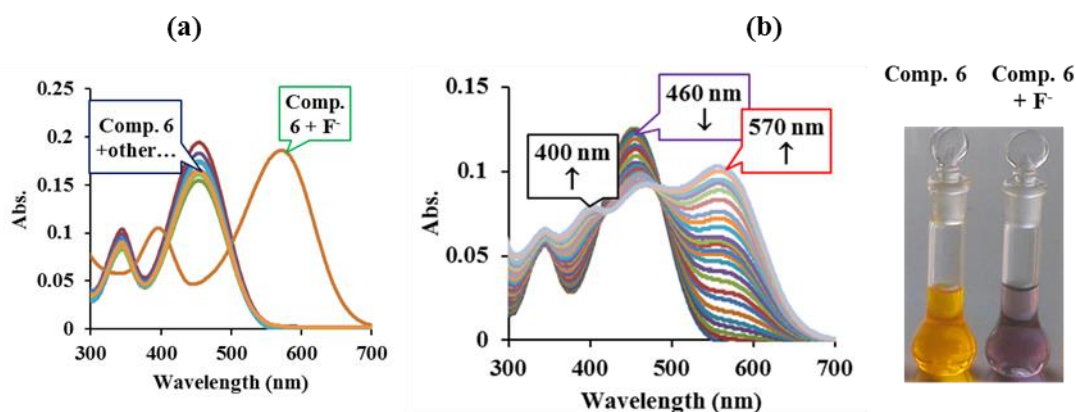 (a)
0.25
0.2
0.15
0.1
0.05
0
Abs.
300 400 500 600 700
Wavelength (nm)
Comp. 6
+other…
Comp.
6 + F-
(b)
0.15
0.1
0.05
0
Abs.
300 400 500 600 700
Wavelength (nm)
400 nm
↑
460 nm
↓
570 nm
↑
Comp. 6
Comp. 6
+ F-